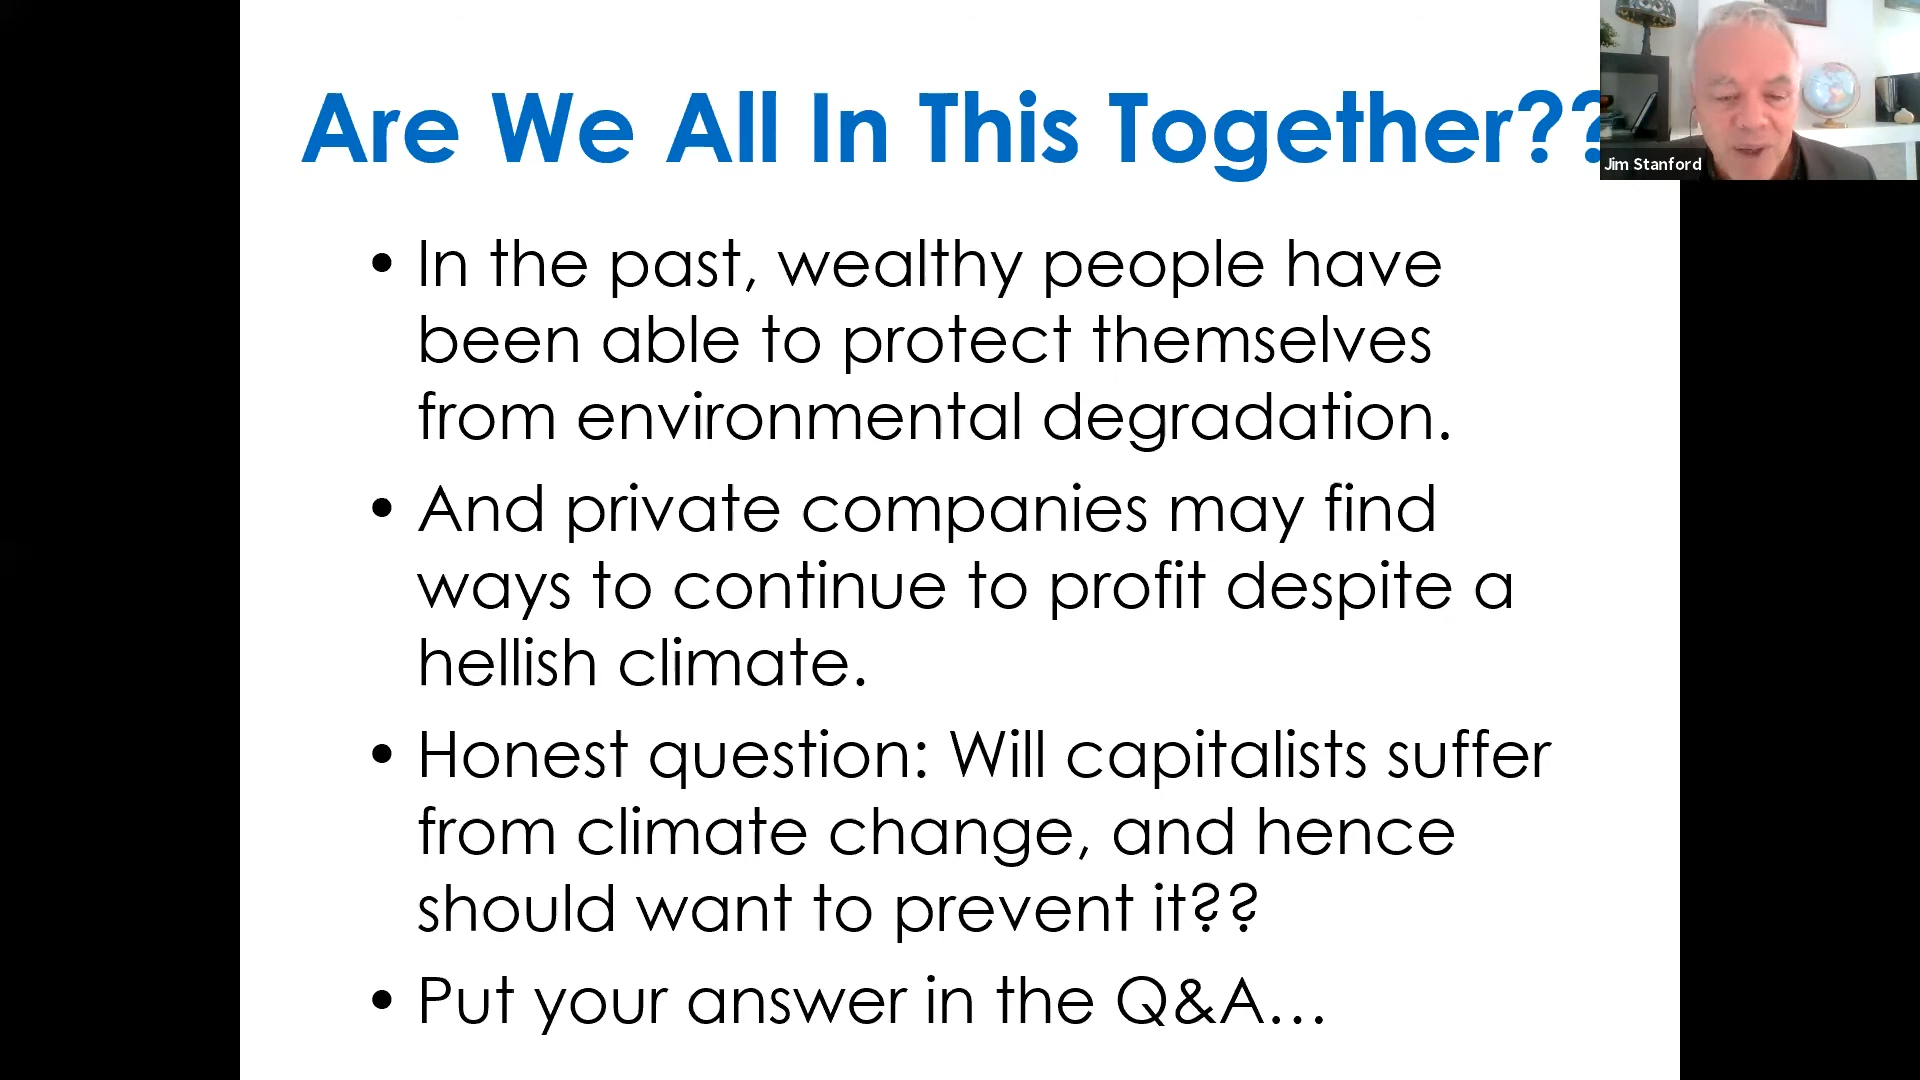 Are We All In This Together??
Jim Stanford
• In the past, wealthy people have
been able to protect themselves
from environmental degradation.
• And private companies may find
ways to continue to profit despite a
hellish climate.
• Honest question: Will capitalists suffer
from climate change, and hence
should want to prevent it??
• Put your answer in the Q&A…